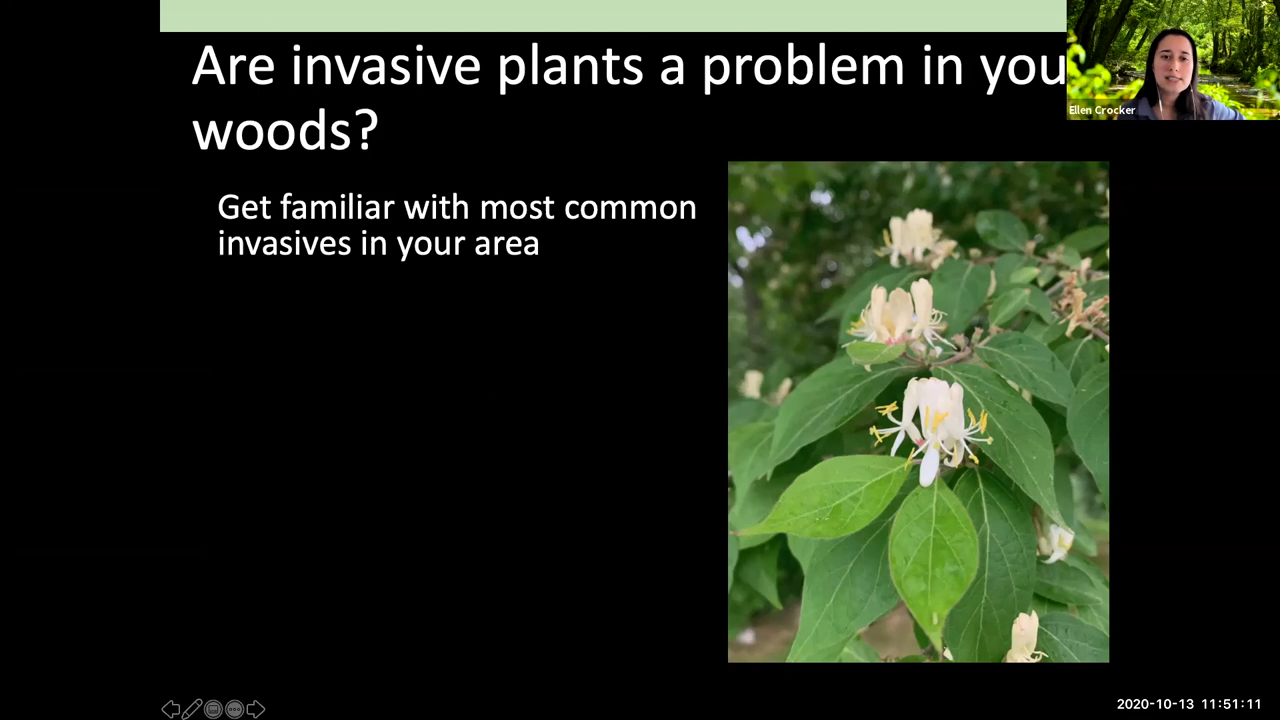 Are invasive plants a problem in you
woods?
Ellen Crocker
Get familiar with most common
invasives in your area
2020-10-13 11:51:11